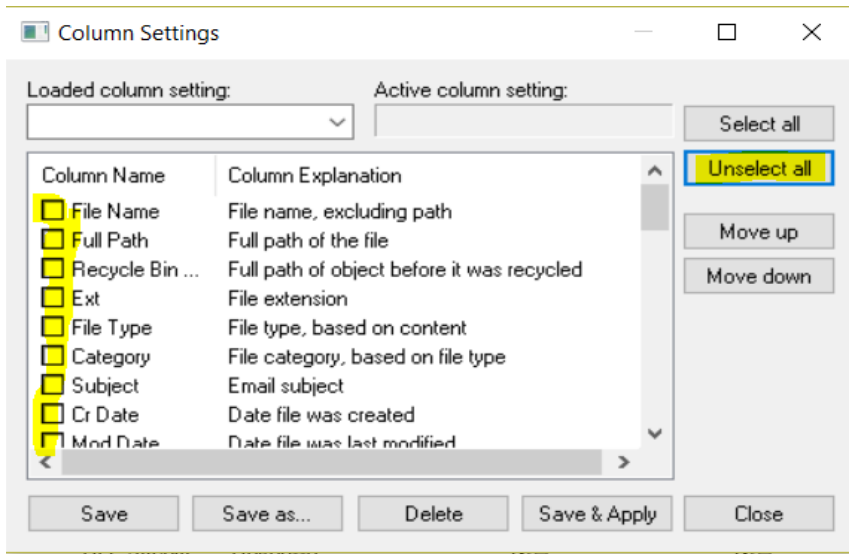 Column Settings
Loaded column setting: Active column setting:
Select all
Column Name Column Explanation Unselect all
File Name File name, excluding path
Full Path Full path of the file Move up
Recycle Bin ... Full path of object before it was recycled
Ext File extension Move down
File Type File type, based on content
Category File category, based on file type
Subject Email subject
Cr Date Date file was created
Mod Date Date file was last modified
Save Save as... Delete Save & Apply Close